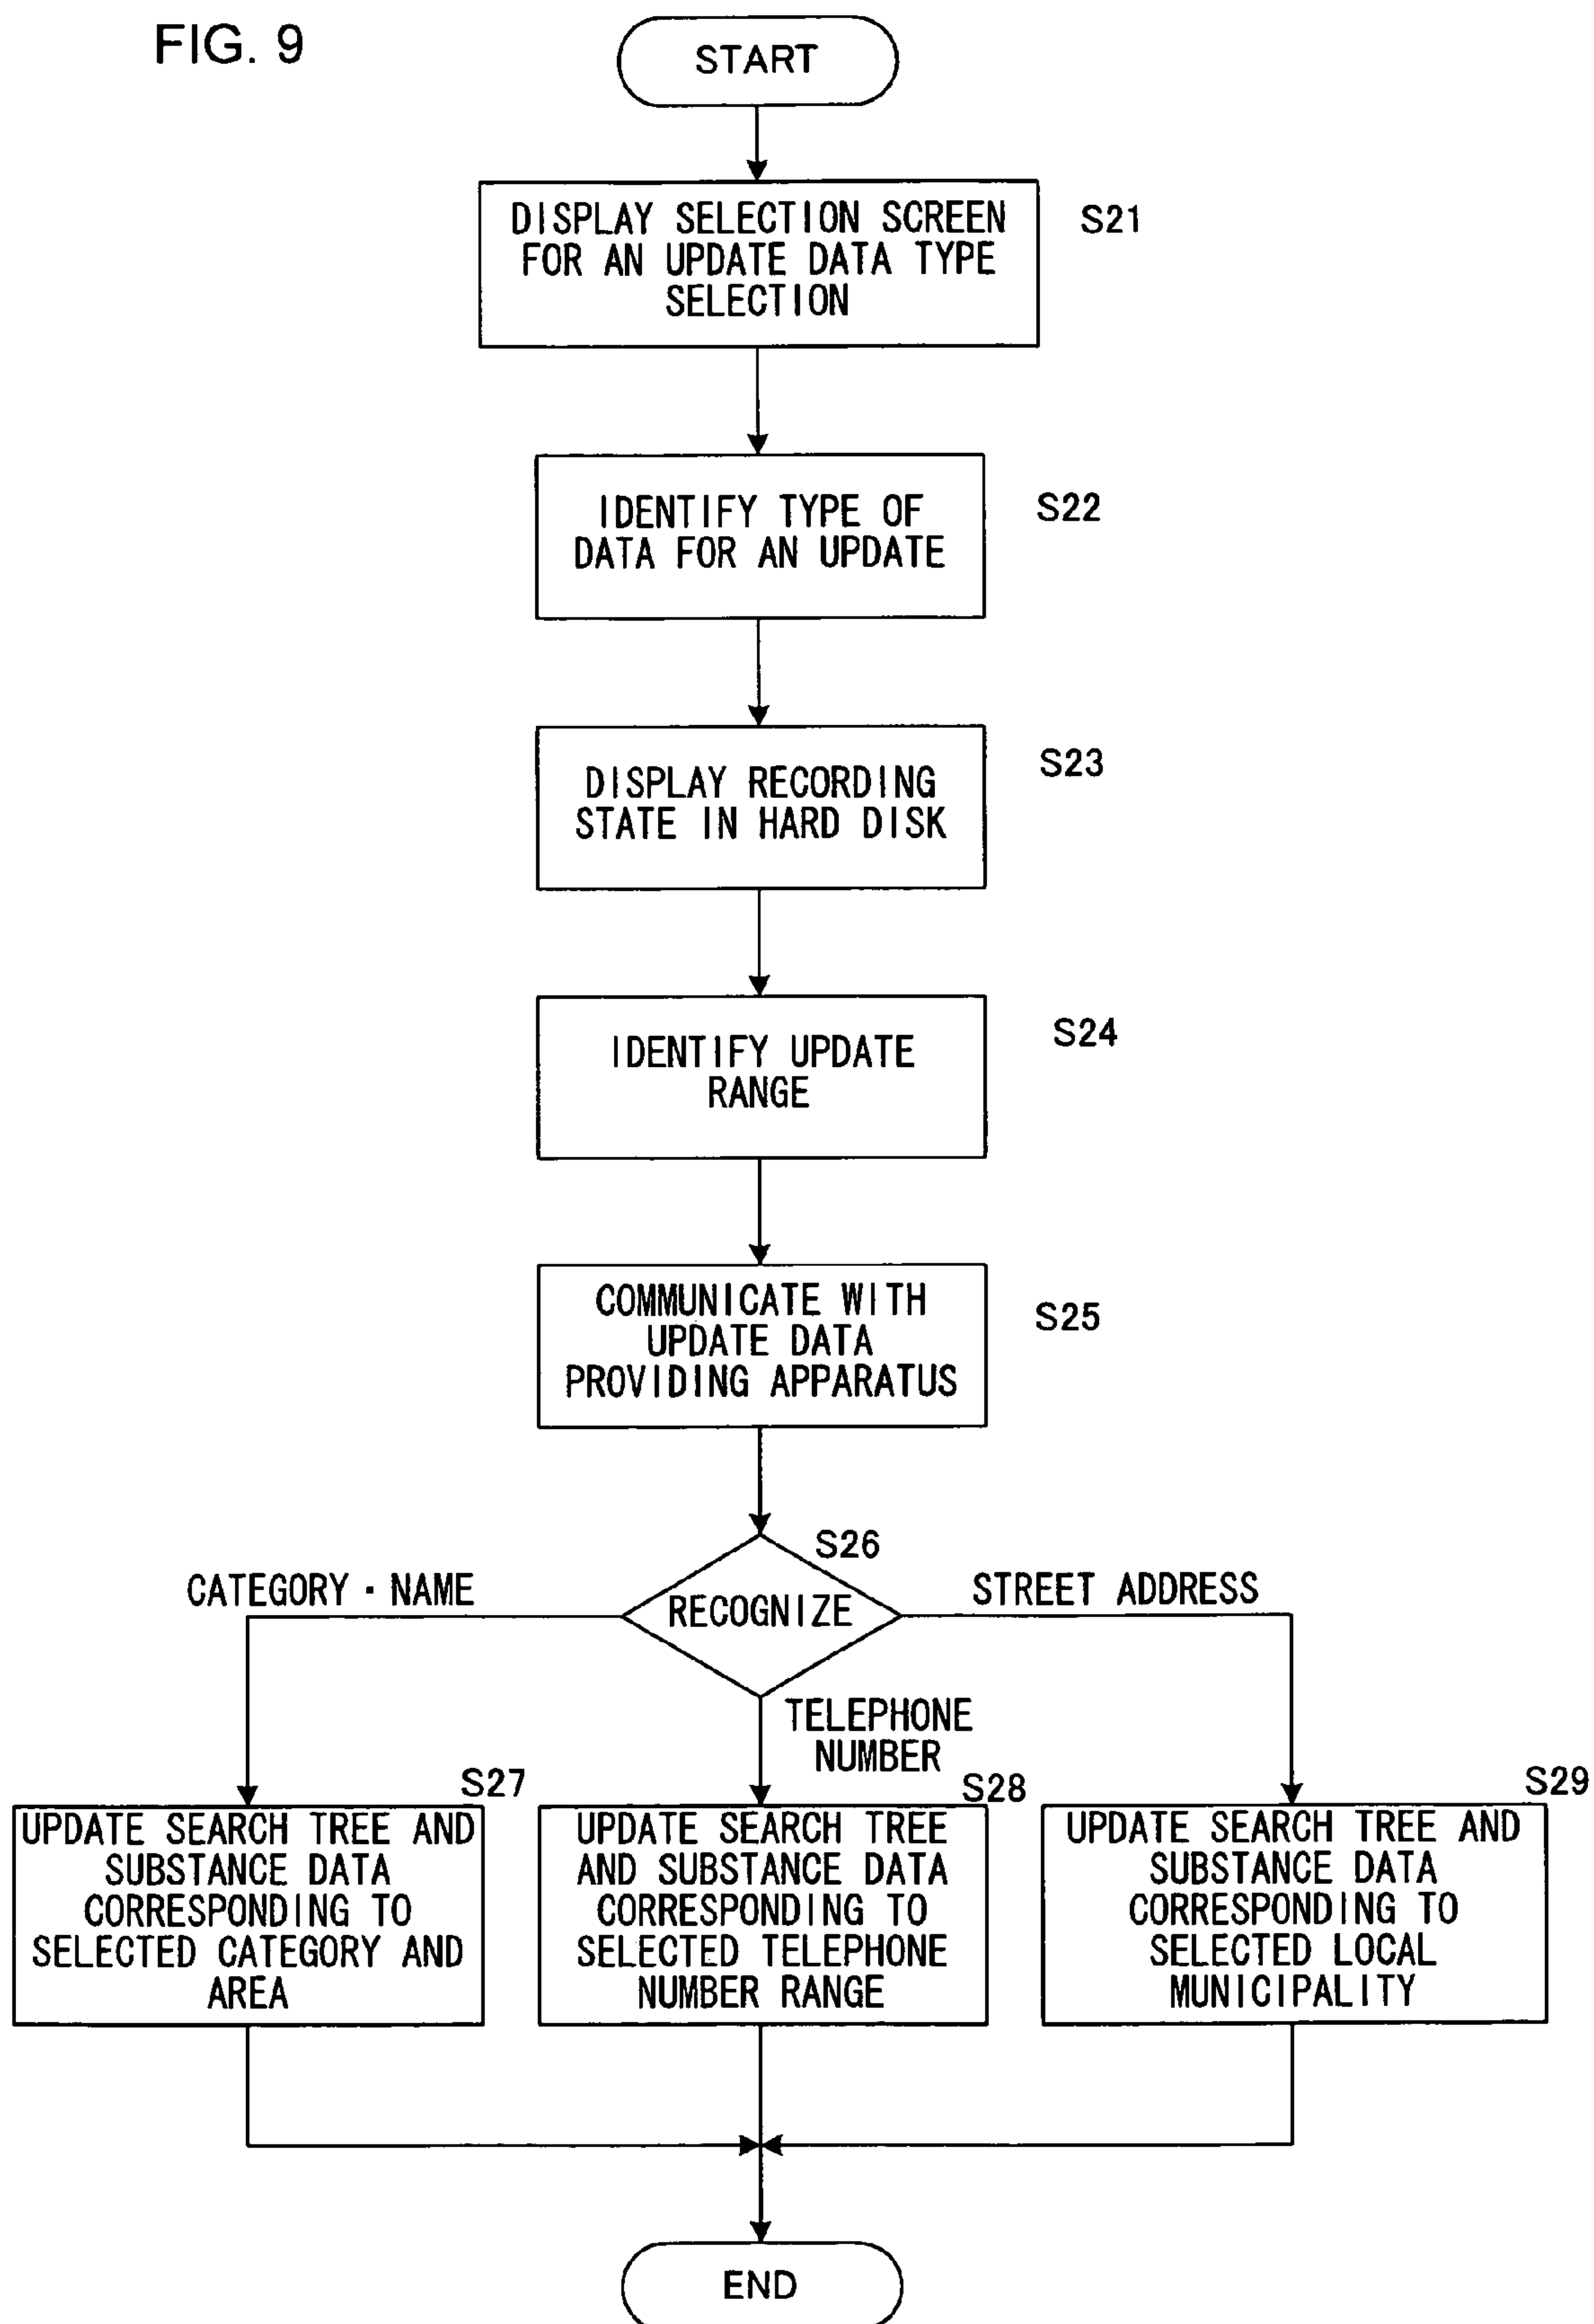 FIG. 9
START
DISPLAY SELECTION SCREEN
FOR AN UPDATE DATA TYPE
SELECTION
S21
IDENTIFY TYPE OF
DATA FOR AN UPDATE
S22
DISPLAY RECORDING
STATE IN HARD DISK
S23
IDENTIFY UPDATE
RANGE
S24
COMMUNICATE WITH
UPDATE DATA
PROVIDING APPARATUS
S25
S26
RECOGNIZE
CATEGORY · NAME
STREET ADDRESS
TELEPHONE
NUMBER
S27
UPDATE SEARCH TREE AND
SUBSTANCE DATA
CORRESPONDING TO
SELECTED CATEGORY AND
AREA
S28
UPDATE SEARCH TREE
AND SUBSTANCE DATA
CORRESPONDING TO
SELECTED TELEPHONE
NUMBER RANGE
S29
UPDATE SEARCH TREE AND
SUBSTANCE DATA
CORRESPONDING TO
SELECTED LOCAL
MUNICIPALITY
END